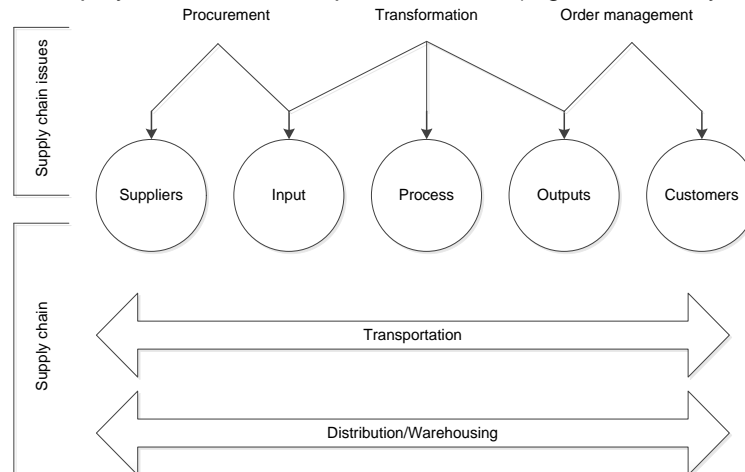 Procurement
Transformation
Order management
Supply chain issues
Suppliers
Input
Process
Outputs
Customers
Supply chain
Transportation
Distribution/Warehousing